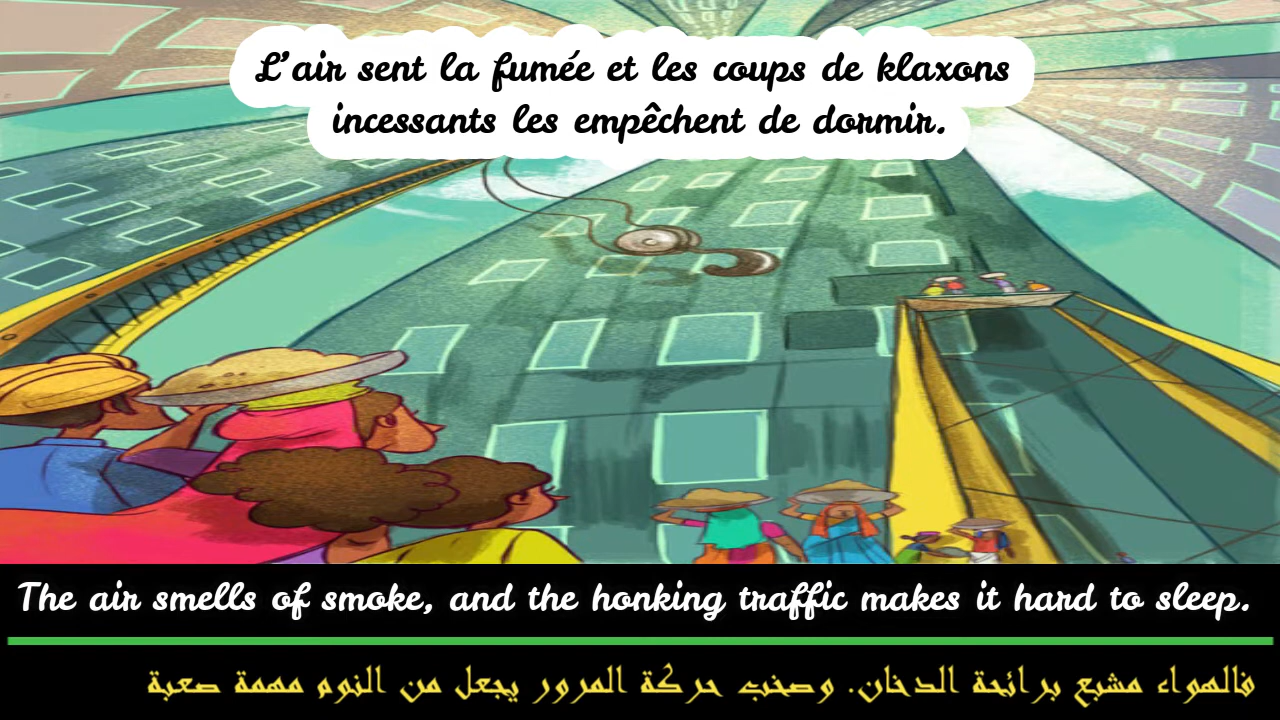 L'air sent la fumée et les coups de klaxons
incessants les empêchent de dormir.
The air smells of smoke, and the honking traffic makes it hard to sleep.
فالهواء مشبع برائحة الدخان. وصخب حركة المرور يجعل من النوم مهمة صعبة